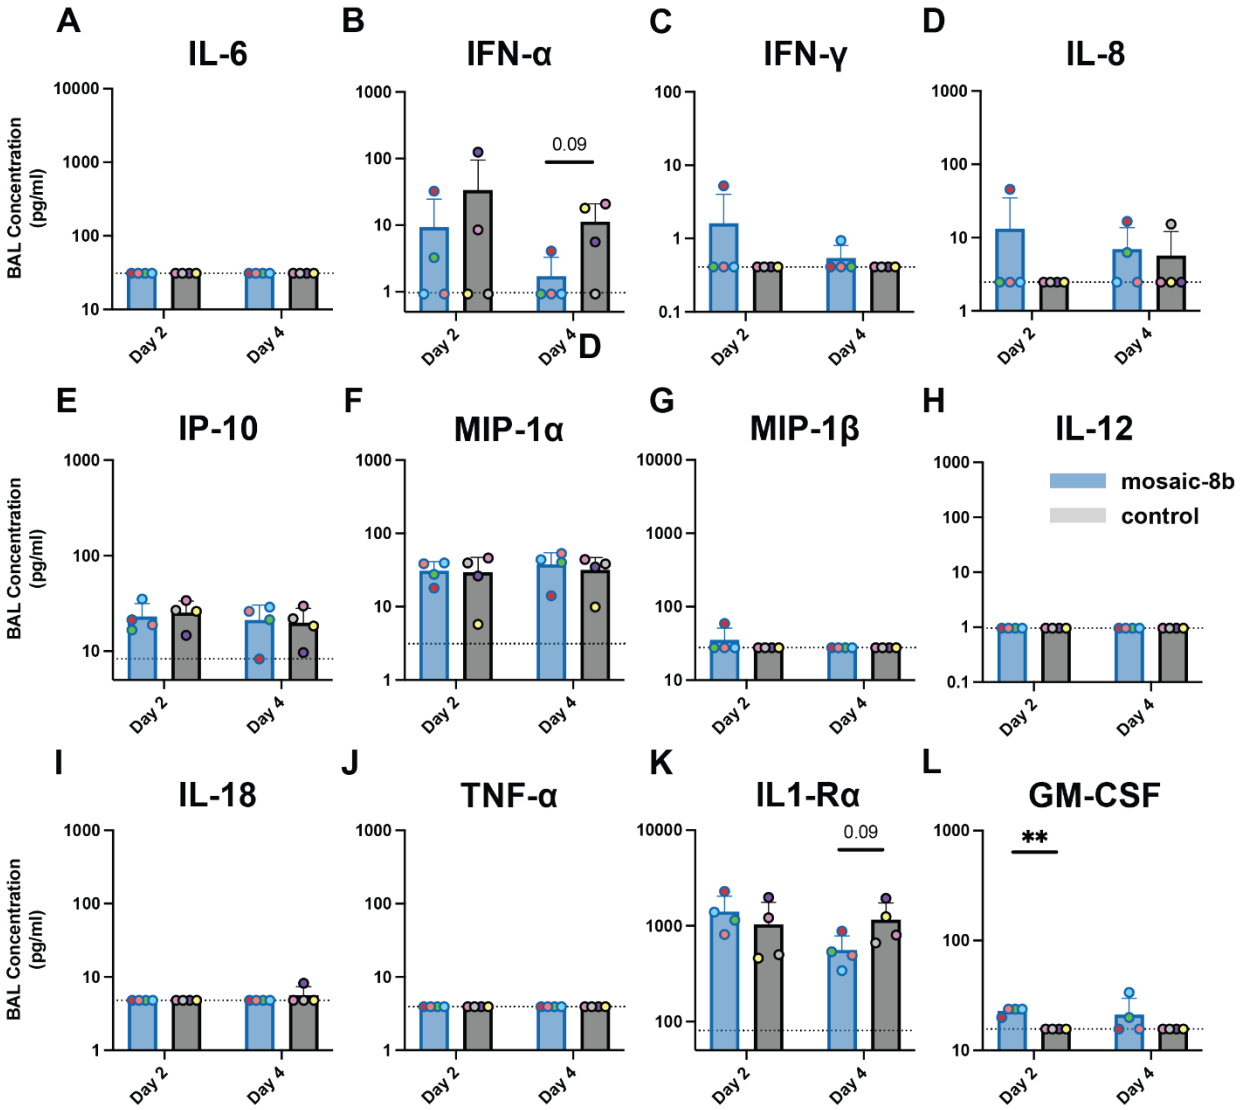 A
IL-6
BAL Concentration
(pg/ml)
10000
1000
100
10
Day 2
Day 4
B
IFN-α
1000
100
10
1
0.09
Day 2
Day 4
D
C
IFN-γ
100
10
1
0.1
Day 2
Day 4
D
IL-8
1000
100
10
1
Day 2
Day 4
E
IP-10
BAL Concentration
(pg/ml)
1000
100
10
Day 2
Day 4
F
MIP-1α
1000
100
10
1
Day 2
Day 4
G
MIP-1β
10000
1000
100
10
Day 2
Day 4
H
IL-12
1000
100
10
1
0.1
mosaic-8b
control
Day 2
Day 4
I
IL-18
BAL Concentration
(pg/ml)
1000
100
10
1
Day 2
Day 4
J
TNF-α
1000
100
10
1
Day 2
Day 4
K
IL1-Rα
10000
1000
100
0.09
Day 2
Day 4
L
GM-CSF
1000
100
10
**
Day 2
Day 4